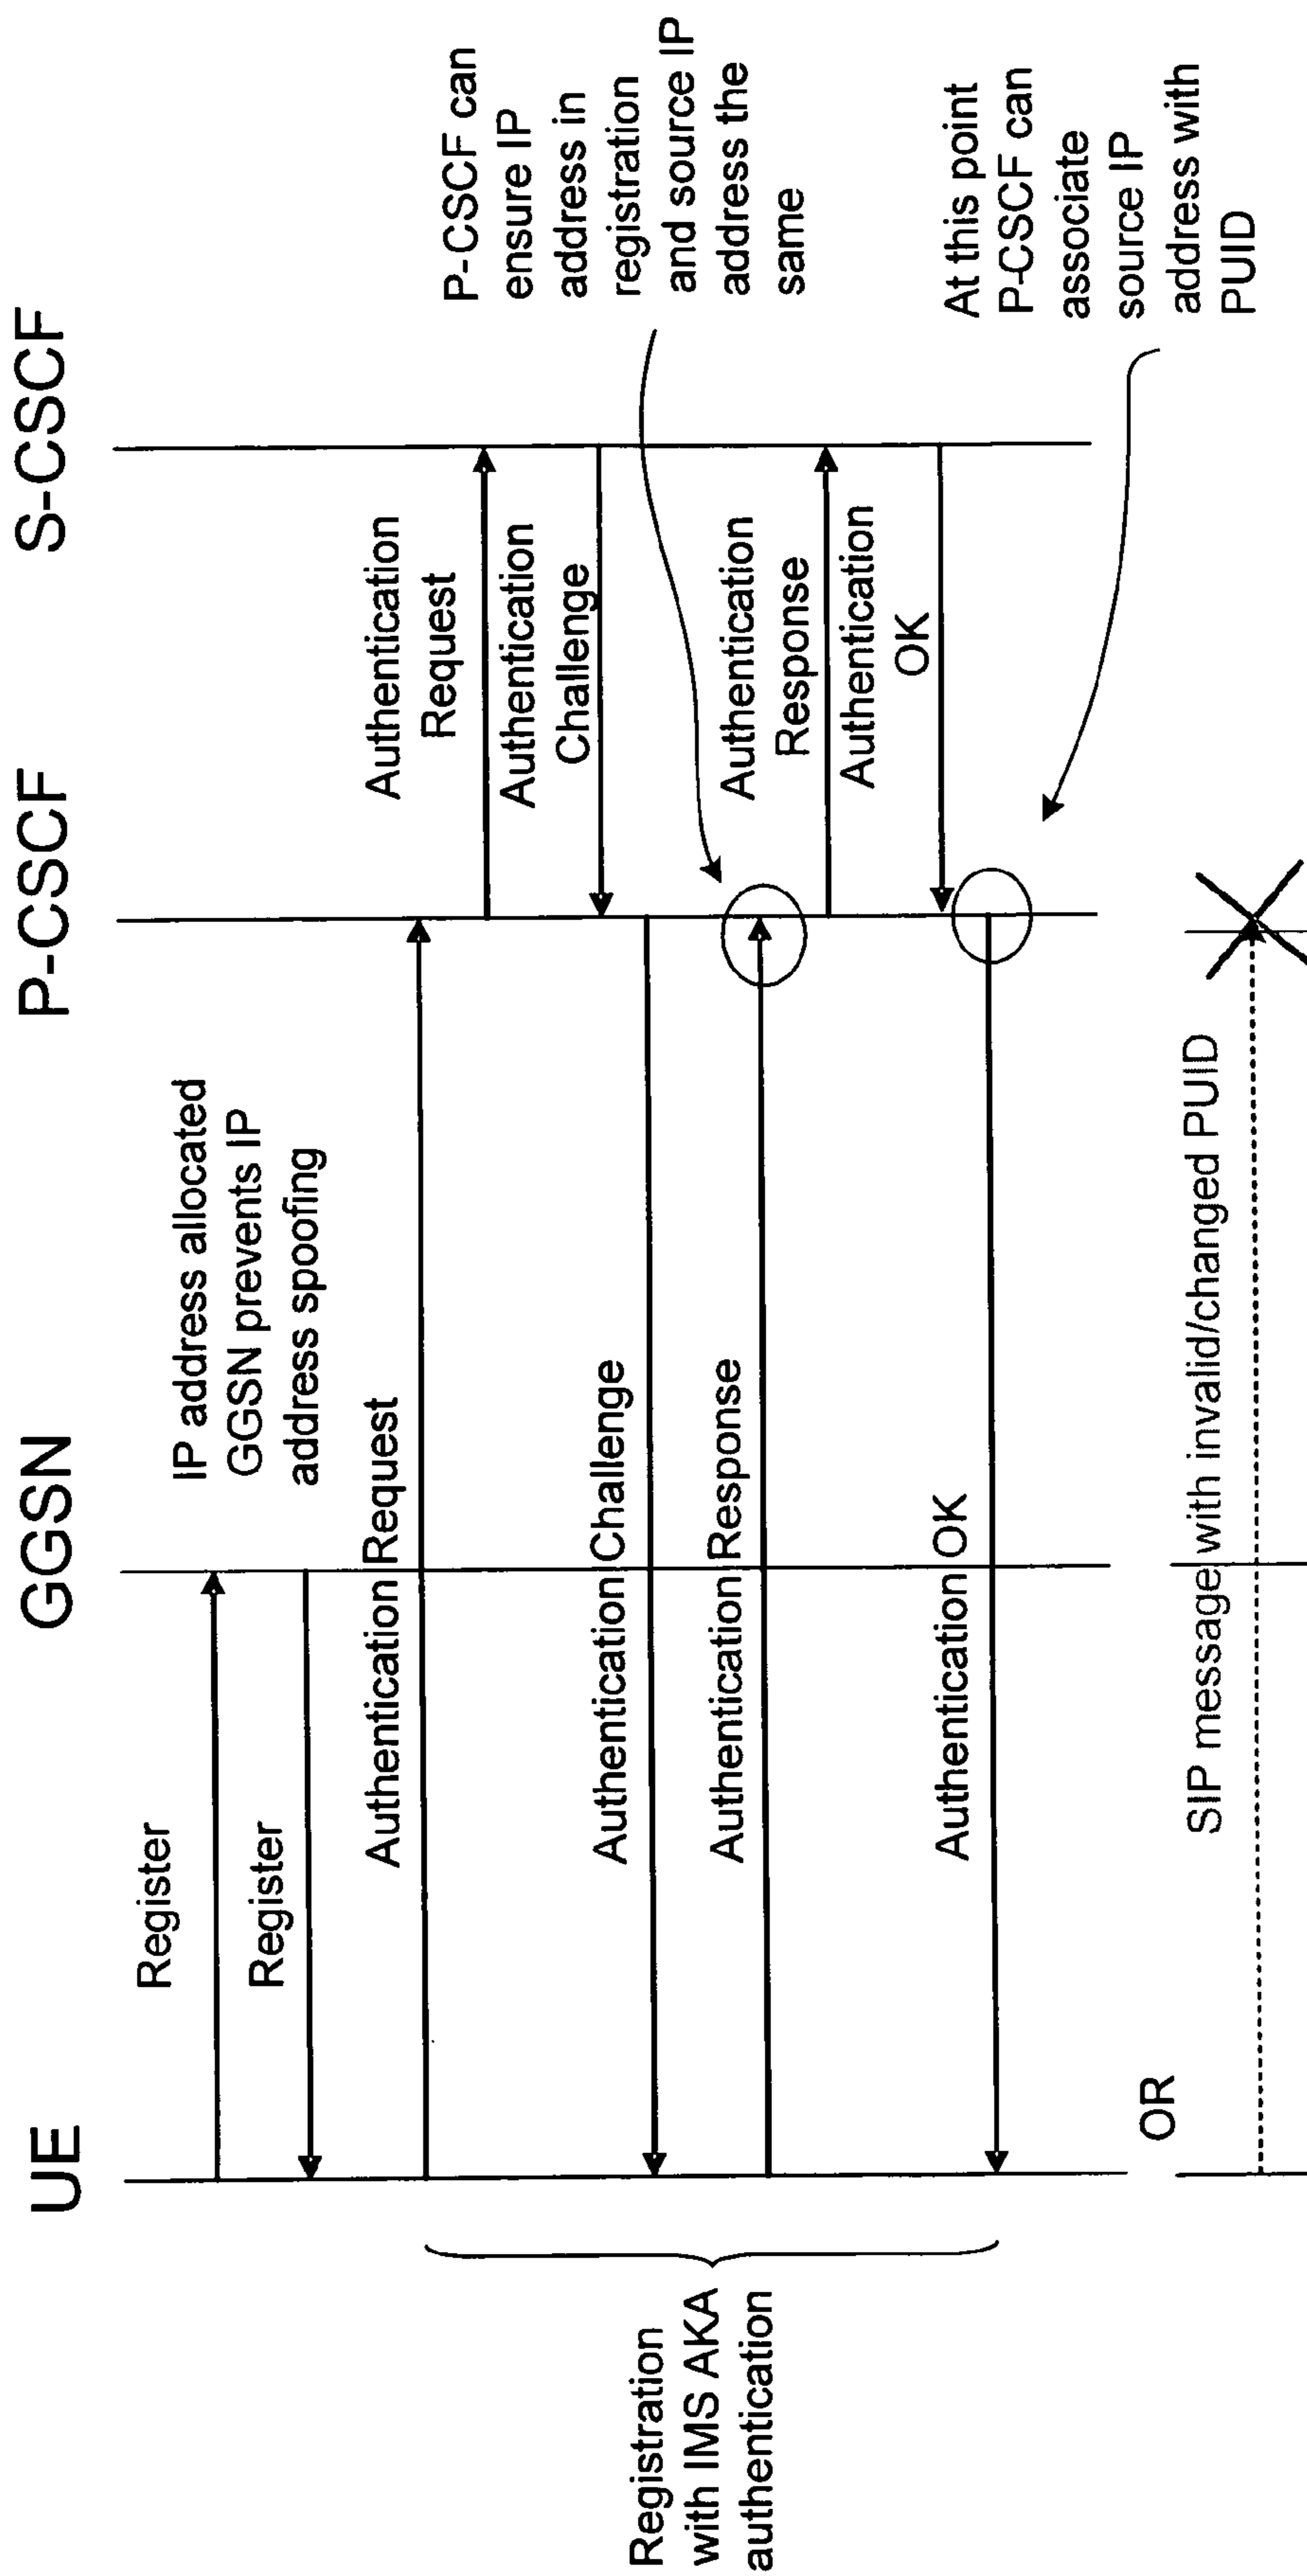 UE
GGSN
P-CSCF
S-CSCF
Register
Register
IP address allocated
GGSN prevents IP
address spoofing
Authentication Request
Authentication
Request
Authentication
Challenge
Authentication Challenge
Authentication Response
Authentication
Response
Authentication
OK
Authentication OK
P-CSCF can
ensure IP
address in
registration
and source IP
address the
same
At this point
P-CSCF can
associate
source IP
address with
PUID
Registration
with IMS AKA
authentication
OR
SIP message with invalid/changed PUID